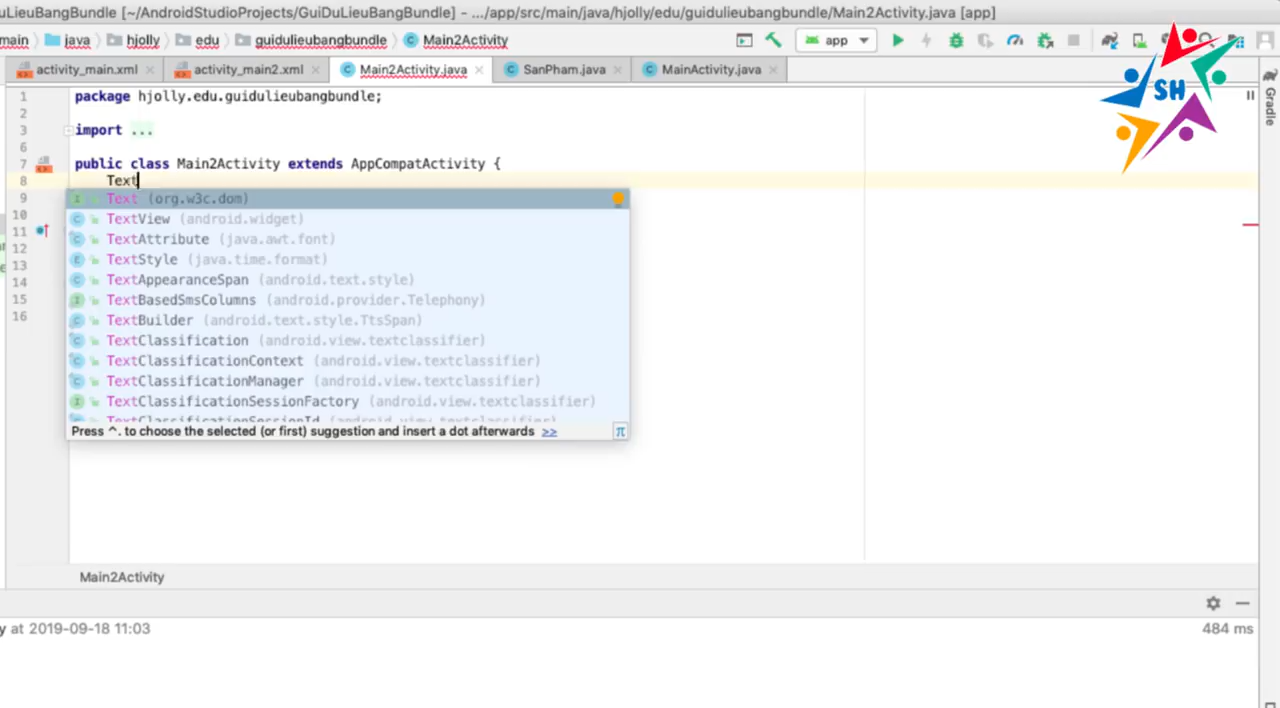 LieuBangBundle [~/AndroidStudioProjects/GuiDuLieuBangBundle] - .../app/src/main/java/hjolly/edu/guidulieubangbundle/Main2Activity.java [app]
main java hjolly edu guidulieubangbundle Main2Activity app
activity_main.xml activity_main2.xml Main2Activity.java SanPham.java MainActivity.java
SH
Gradle
1 package hjolly.edu.guidulieubangbundle;
2
3 import ...
6
7 public class Main2Activity extends AppCompatActivity {
8 Text
9 Text (org.w3c.dom)
10 TextView (android.widget)
11 TextAttribute (java.awt.font)
12
13 TextStyle (java.time.format)
14 TextAppearanceSpan (android.text.style)
15 TextBasedSmsColumns (android.provider.Telephony)
16 TextBuilder (android.text.style.TtsSpan)
TextClassification (android.view.textclassifier)
TextClassificationContext (android.view.textclassifier)
TextClassificationManager (android.view.textclassifier)
TextClassificationSessionFactory (android.view.textclassifier)
TextClassificationSessionId (android.view.textclassifier)
Press ^. to choose the selected (or first) suggestion and insert a dot afterwards >>
π
Main2Activity
y at 2019-09-18 11:03 484 ms